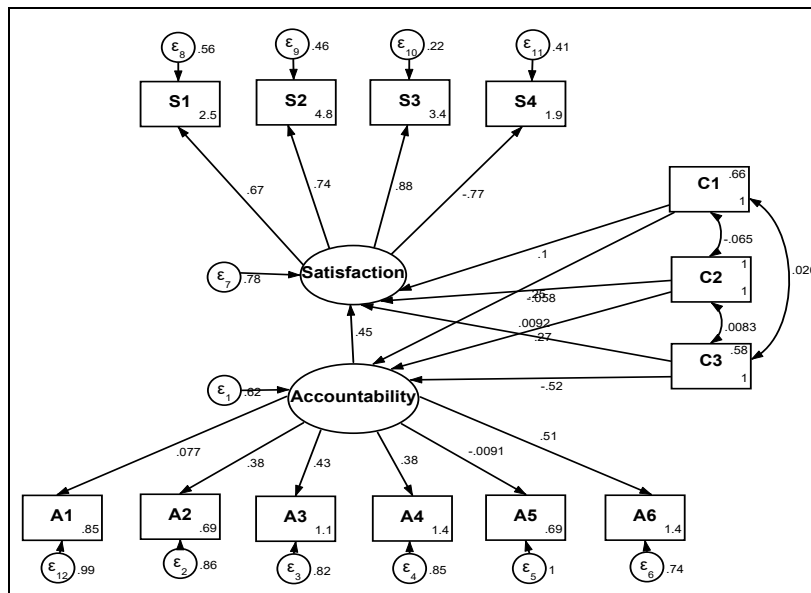 ε8 .56
ε9 .46
ε10 .22
ε11 .41
S1 2.5
S2 4.8
S3 3.4
S4 1.9
.67
.74
.88
-.77
C1 .66 1
-.065
.026
C2 1 1
.0083
C3 .58 1
.1
-.058
.0092
.27
-.52
ε7 .78
Satisfaction
.45
ε1 .62
Accountability
.077
.38
.43
.38
-.0091
.51
A1 .85
A2 .69
A3 1.1
A4 1.4
A5 .69
A6 1.4
ε12 .99
ε2 .86
ε3 .82
ε4 .85
ε5 1
ε6 .74